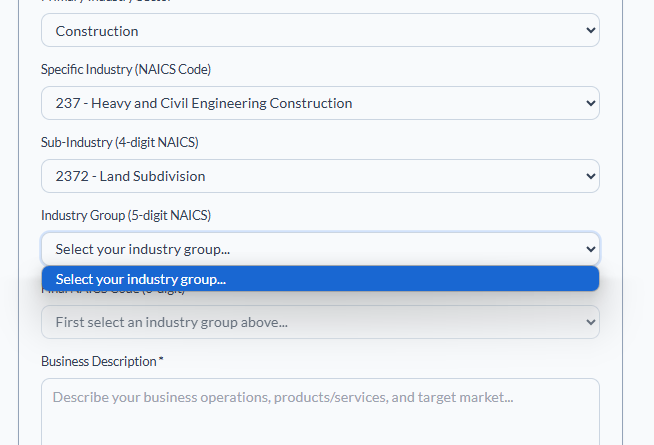 Construction
Specific Industry (NAICS Code)
237 - Heavy and Civil Engineering Construction
Sub-Industry (4-digit NAICS)
2372 - Land Subdivision
Industry Group (5-digit NAICS)
Select your industry group...
Select your industry group...
First select an industry group above...
Business Description *
Describe your business operations, products/services, and target market...